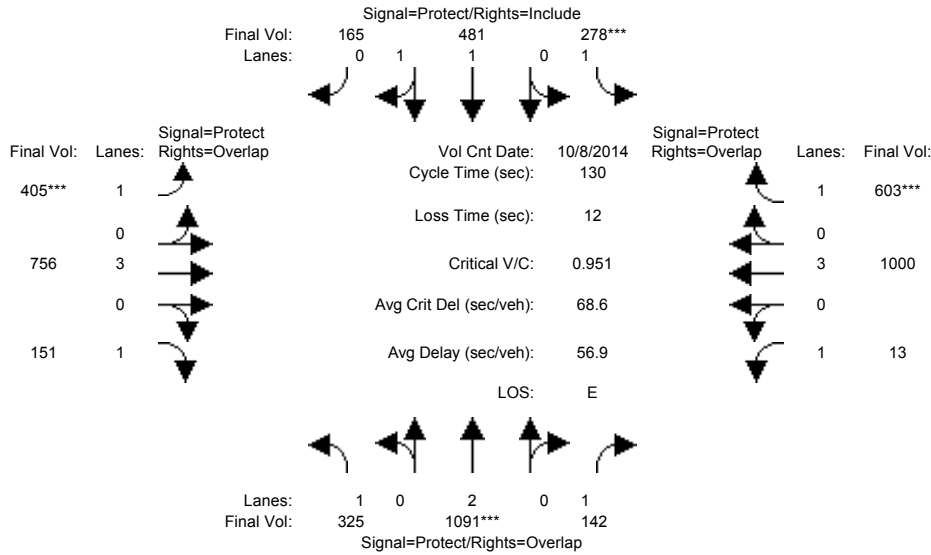 Signal=Protect/Rights=Include
Final Vol: 165 481 278***
Lanes: 0 1 1 0 1
Signal=Protect
Final Vol: Lanes: Rights=Overlap
Vol Cnt Date: 10/8/2014
Signal=Protect
Rights=Overlap Lanes: Final Vol:
Cycle Time (sec): 130
405*** 1
1 603***
Loss Time (sec): 12
0
0
756 3
Critical V/C: 0.951
3 1000
0
Avg Crit Del (sec/veh): 68.6
0
151 1
Avg Delay (sec/veh): 56.9
1 13
LOS: E
Lanes: 1 0 2 0 1
Final Vol: 325 1091*** 142
Signal=Protect/Rights=Overlap